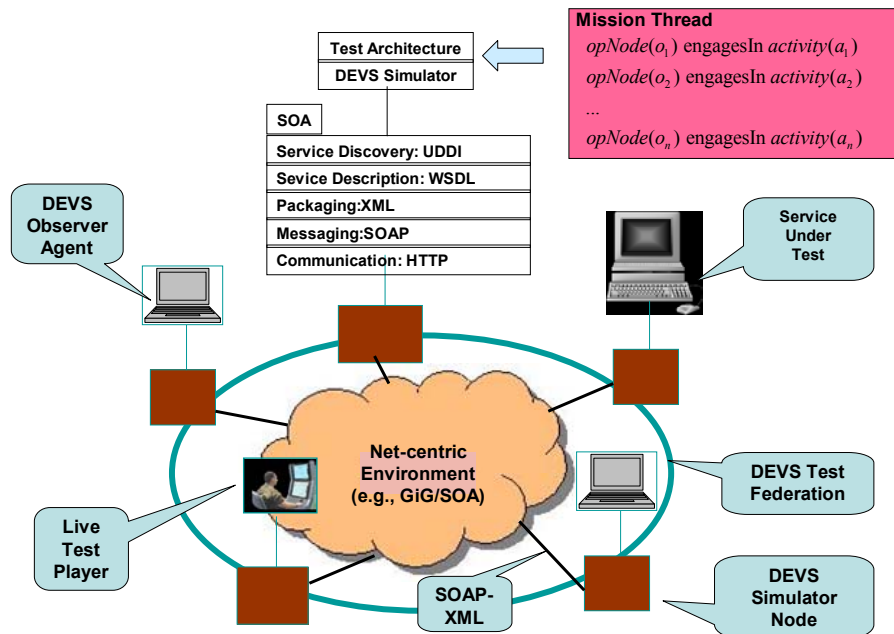 Mission Thread
opNode(o₁) engagesIn activity(a₁)
opNode(o₂) engagesIn activity(a₂)
...
opNode(oₙ) engagesIn activity(aₙ)
Test Architecture
DEVS Simulator
SOA
Service Discovery: UDDI
Sevice Description: WSDL
Packaging:XML
Messaging:SOAP
Communication: HTTP
DEVS
Observer
Agent
Service
Under
Test
Net-centric
Environment
(e.g., GiG/SOA)
DEVS Test
Federation
Live
Test
Player
SOAP-
XML
DEVS
Simulator
Node